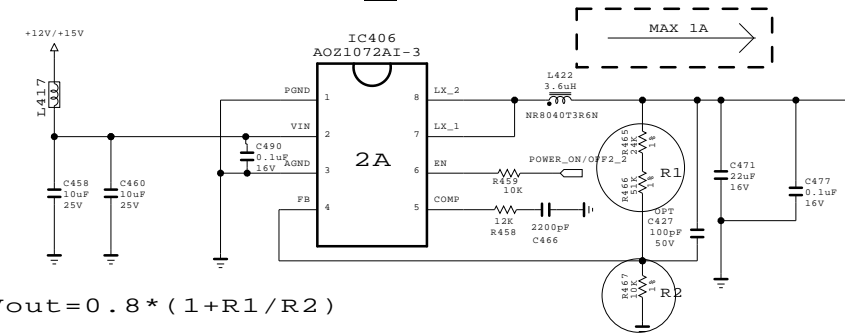 MAX 1A
+12V/+15V
IC406
AOZ1072AI-3
L417
PGND
1
VIN
2
AGND
3
FB
4
2A
8
LX_2
7
LX_1
6
EN
5
COMP
L422
3.6uH
NR8040T3R6N
C490
0.1uF
16V
C458
10uF
25V
C460
10uF
25V
POWER_ON/OFF2_2
R459
10K
12K
R458
2200pF
C466
R465
24K
1%
R466
51K
1%
R1
OPT
C427
100pF
50V
C471
22uF
16V
C477
0.1uF
16V
R467
10K
1%
R2
Vout=0.8*(1+R1/R2)